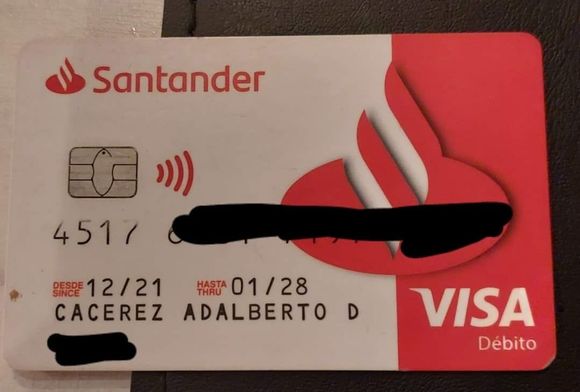 Santander
4517
DESDE SINCE 12/21 HASTA THRU 01/28
CACEREZ ADALBERTO D
VISA
Débito